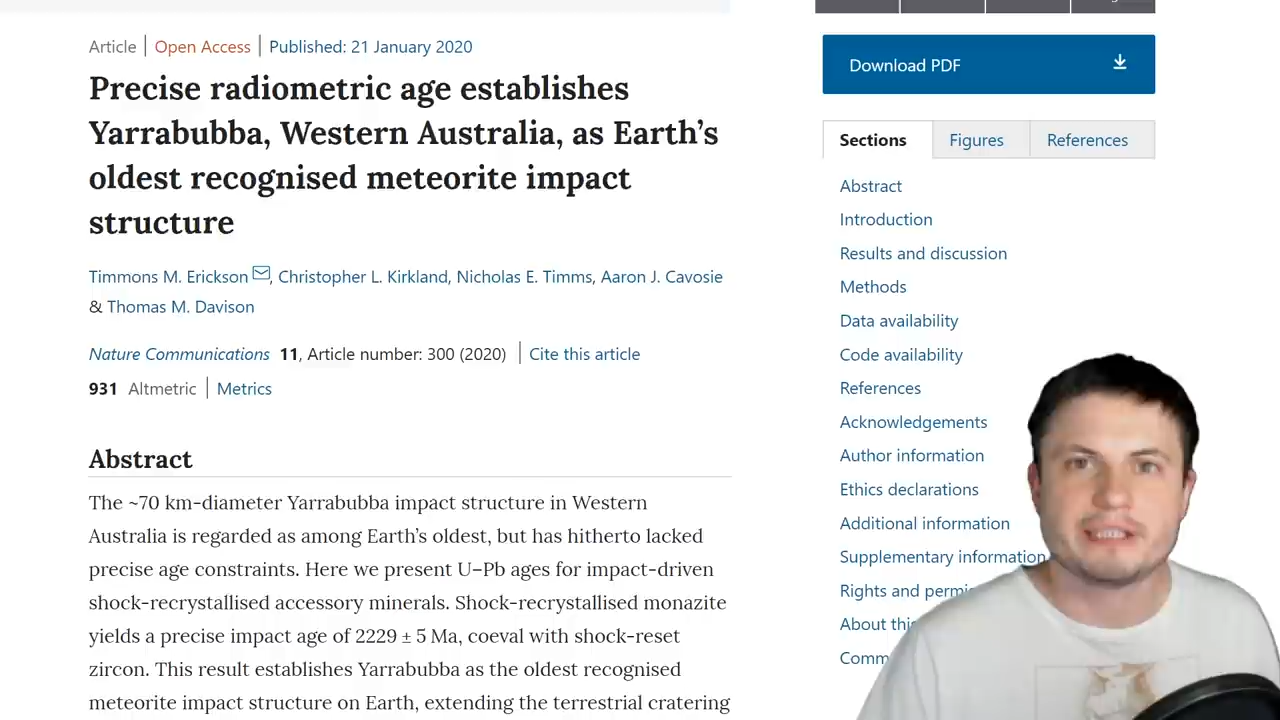 Article | Open Access | Published: 21 January 2020
Precise radiometric age establishes
Yarrabubba, Western Australia, as Earth's
oldest recognised meteorite impact
structure
Timmons M. Erickson, Christopher L. Kirkland, Nicholas E. Timms, Aaron J. Cavosie
& Thomas M. Davison
Nature Communications 11, Article number: 300 (2020) | Cite this article
931 Altmetric | Metrics
Abstract
The ~70 km-diameter Yarrabubba impact structure in Western
Australia is regarded as among Earth's oldest, but has hitherto lacked
precise age constraints. Here we present U–Pb ages for impact-driven
shock-recrystallised accessory minerals. Shock-recrystallised monazite
yields a precise impact age of 2229 ± 5 Ma, coeval with shock-reset
zircon. This result establishes Yarrabubba as the oldest recognised
meteorite impact structure on Earth, extending the terrestrial cratering
Download PDF
Sections Figures References
Abstract
Introduction
Results and discussion
Methods
Data availability
Code availability
References
Acknowledgements
Author information
Ethics declarations
Additional information
Supplementary information
Rights and
About